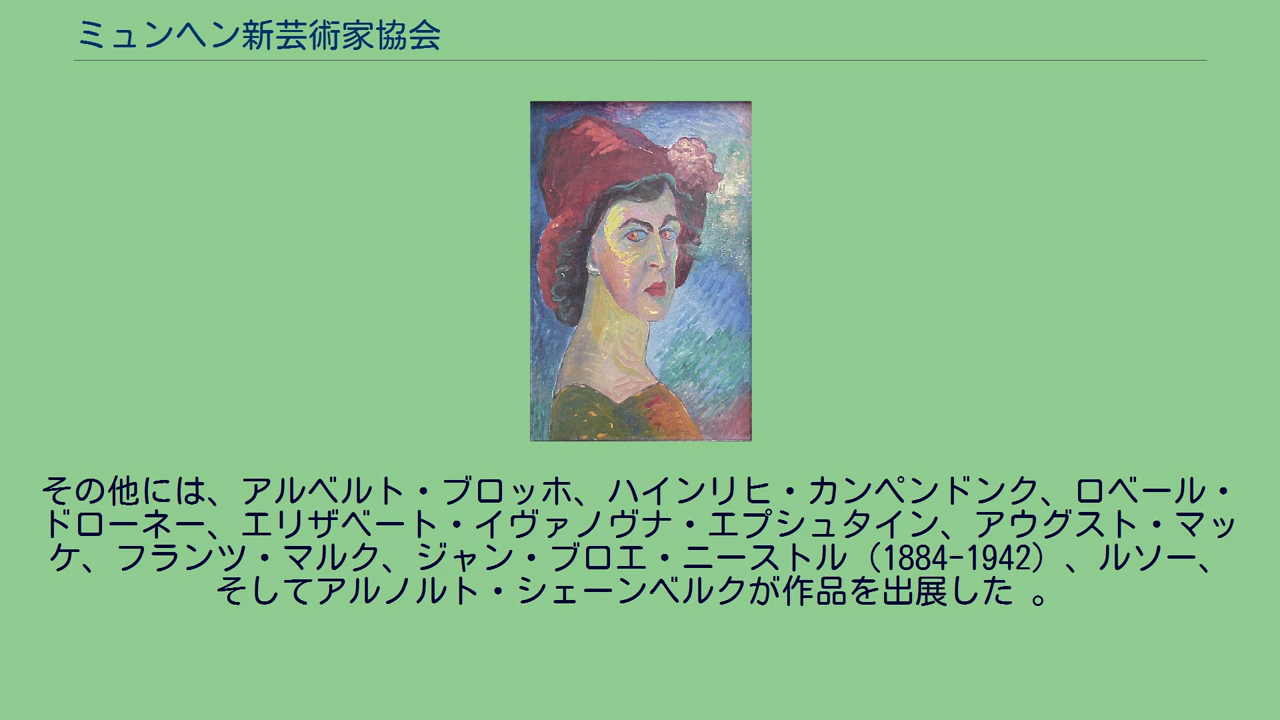 ミュンヘン新芸術家協会
その他には、アルベルト・ブロッホ、ハインリヒ・カンペンドンク、ロベール・
ドローネー、エリザベート・イヴァノヴナ・エプシュタイン、アウグスト・マッ
ケ、フランツ・マルク、ジャン・ブロエ・ニーストル（1884-1942）、ルソー、
そしてアルノルト・シェーンベルクが作品を出展した 。